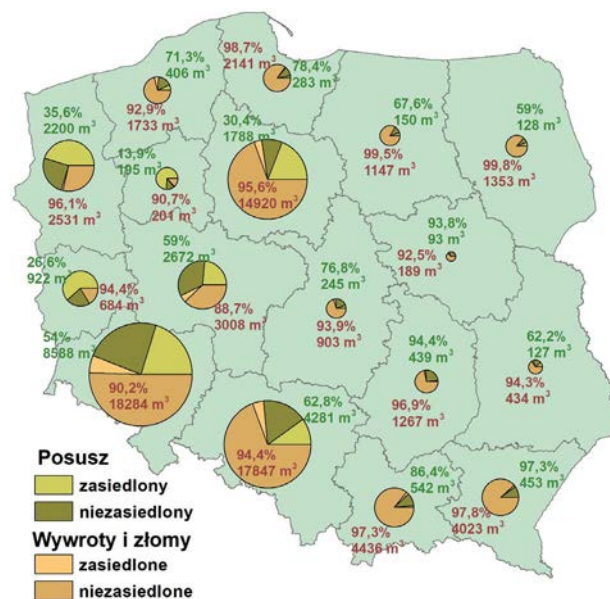 71,3%
406 m³
92,9%
1733 m³
98,7%
2141 m³
78,4%
283 m³
67,6%
150 m³
99,5%
1147 m³
59%
128 m³
99,8%
1353 m³
35,6%
2200 m³
96,1%
2531 m³
13,9%
195 m³
90,7%
201 m³
30,4%
1788 m³
95,6%
14920 m³
93,8%
93 m³
92,5%
189 m³
26,6%
922 m³
94,4%
684 m³
59%
2672 m³
88,7%
3008 m³
76,8%
245 m³
93,9%
903 m³
54%
8588 m³
90,2%
18284 m³
94,4%
439 m³
96,9%
1267 m³
62,2%
127 m³
94,3%
434 m³
62,8%
4281 m³
94,4%
17847 m³
86,4%
542 m³
97,3%
4436 m³
97,3%
453 m³
97,8%
4023 m³
Posusz
zasiedlony
niezasiedlony
Wywroty i złomy
zasiedlone
niezasiedlone